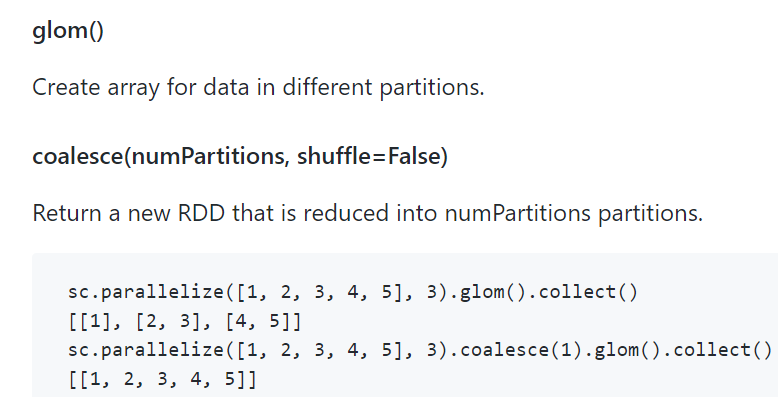 glom()
Create array for data in different partitions.
coalesce(numPartitions, shuffle=False)
Return a new RDD that is reduced into numPartitions partitions.
sc.parallelize([1, 2, 3, 4, 5], 3).glom().collect()
[[1], [2, 3], [4, 5]]
sc.parallelize([1, 2, 3, 4, 5], 3).coalesce(1).glom().collect()
[[1, 2, 3, 4, 5]]